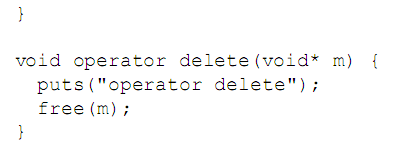 }
void operator delete(void* m) {
  puts("operator delete");
  free(m);
}